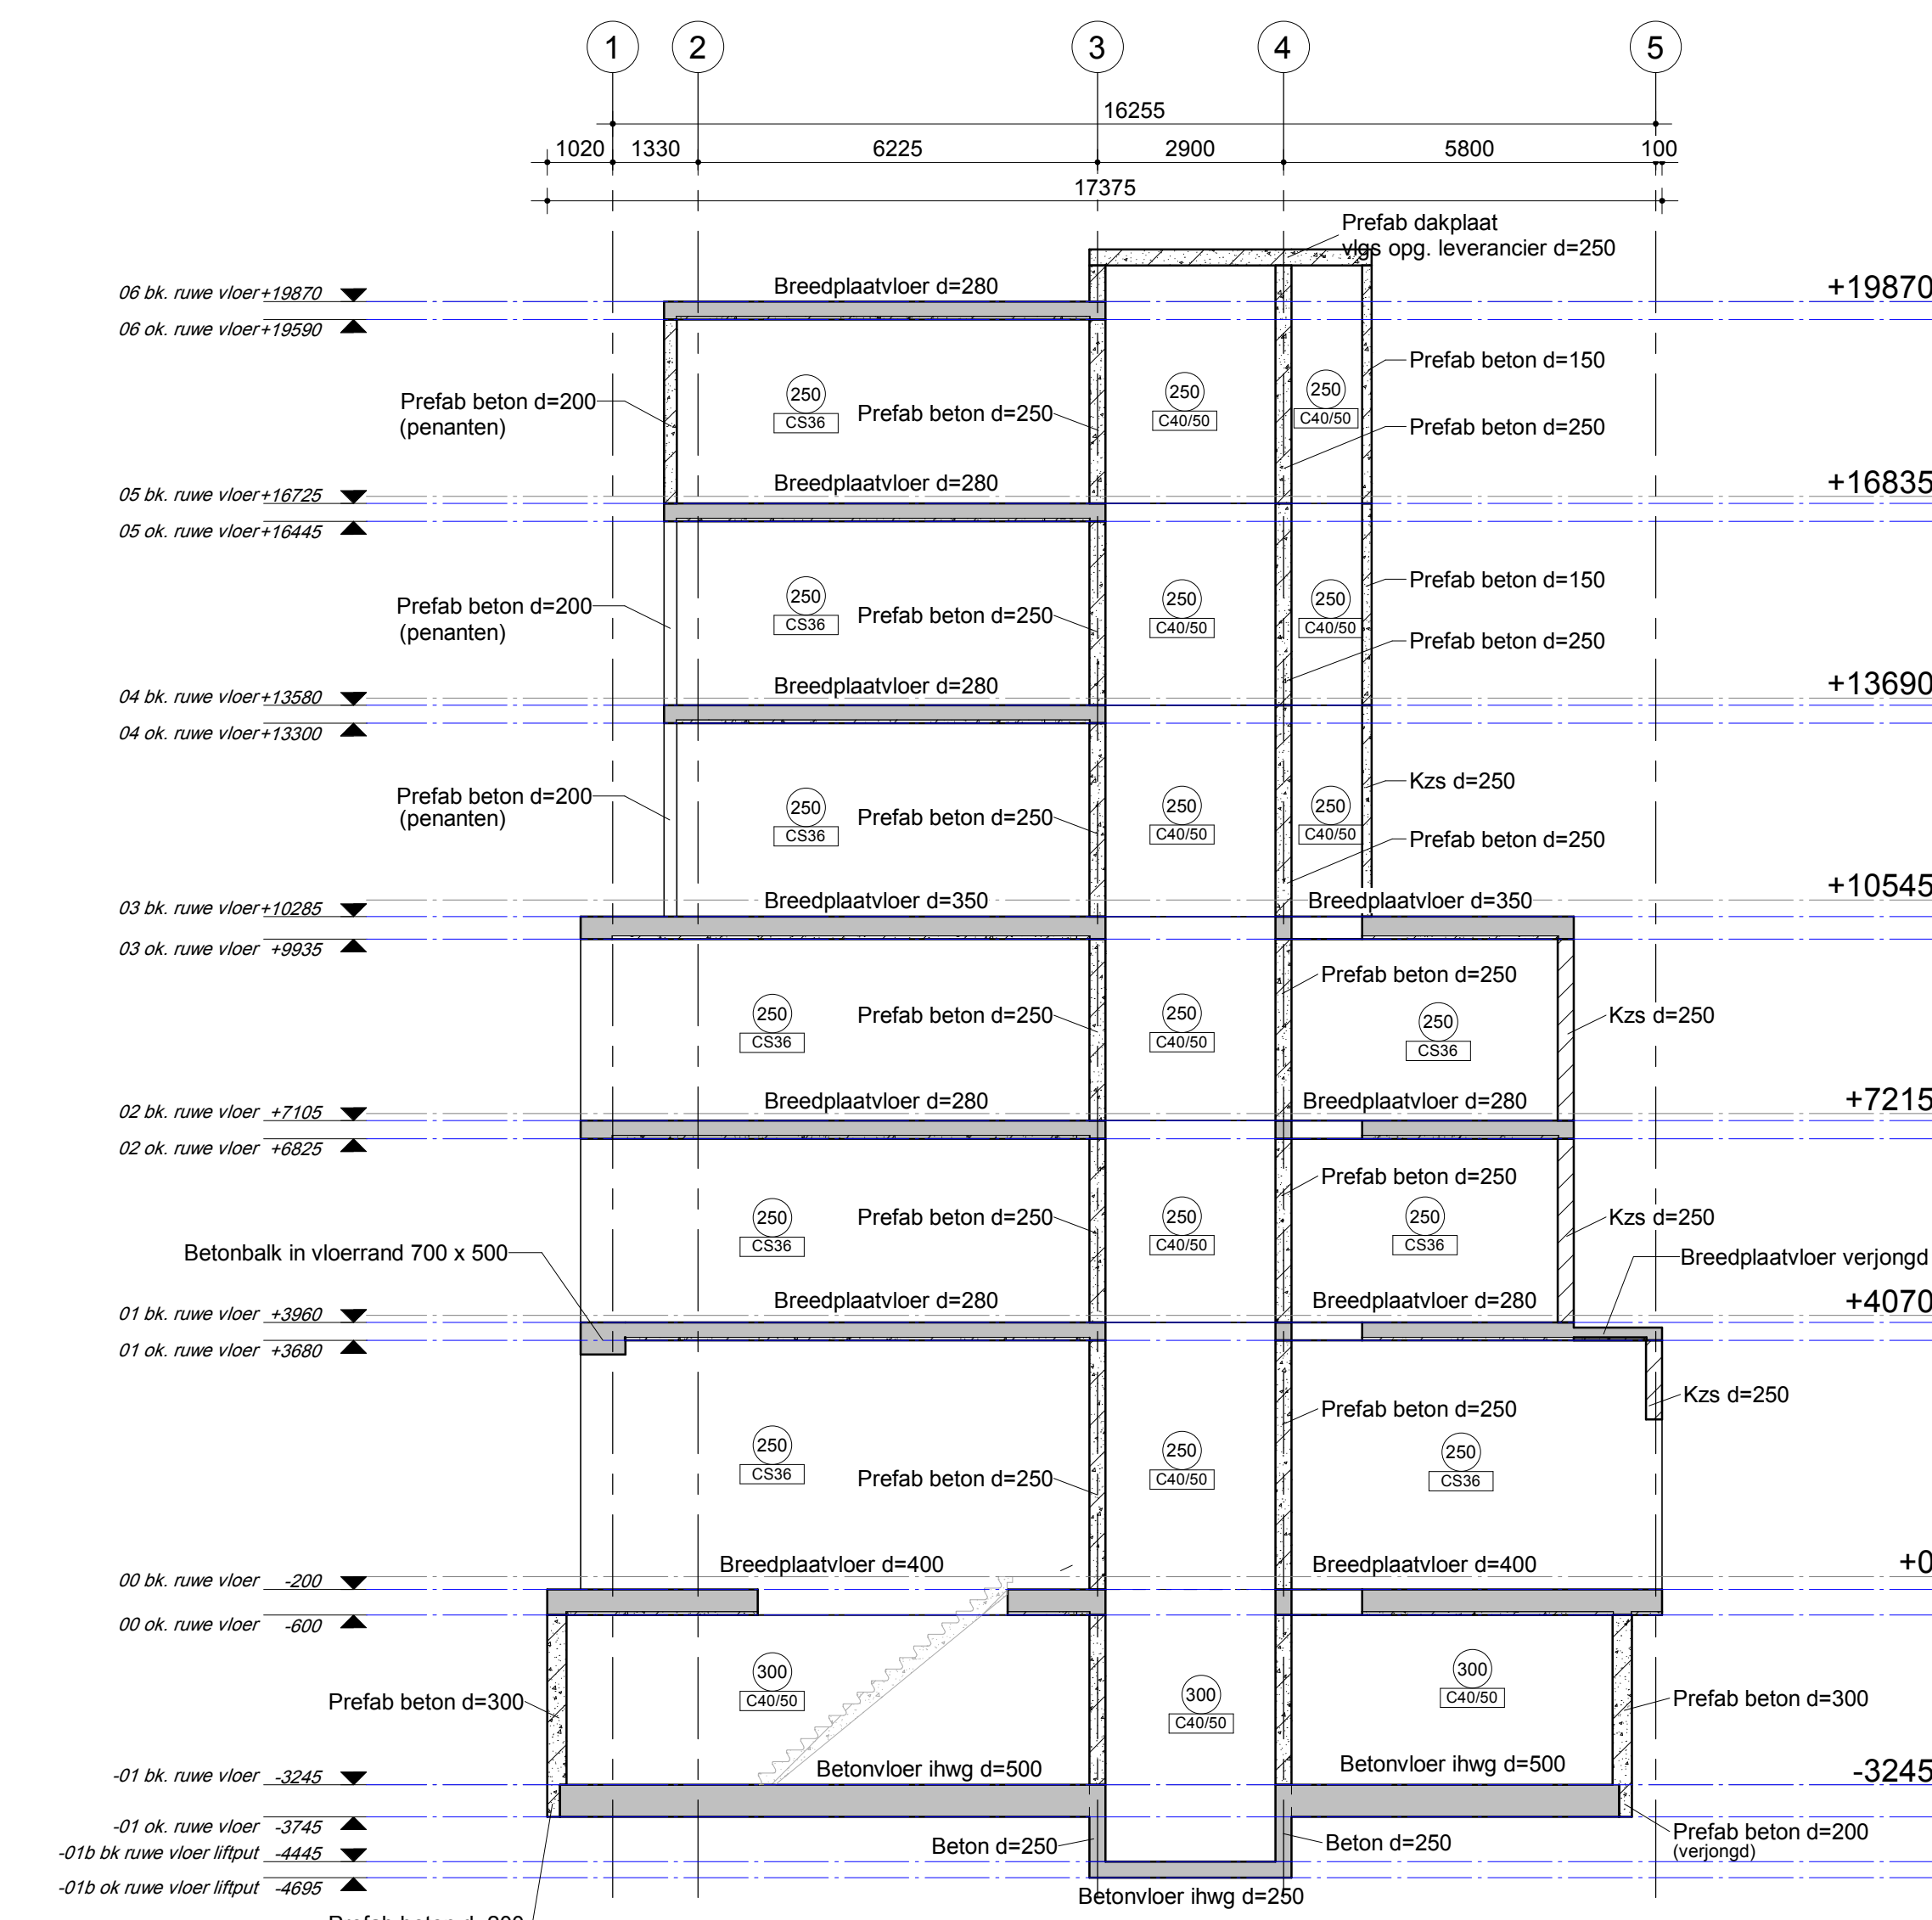 1 2 3 4 5
16255
1020 1330 6225 2900 5800 100
17375
Prefab dakplaat
vlgs opg. leverancier d=250
06 bk. ruwe vloer +19870
Breedplaatvloer d=280
+19870
06 ok. ruwe vloer +19590
Prefab beton d=150
250
CS36
250
C40/50
250
C40/50
Prefab beton d=200
(penanten)
Prefab beton d=250
Prefab beton d=250
05 bk. ruwe vloer +16725
Breedplaatvloer d=280
+16835
05 ok. ruwe vloer +16445
Prefab beton d=150
250
CS36
250
C40/50
250
C40/50
Prefab beton d=200
(penanten)
Prefab beton d=250
Prefab beton d=250
04 bk. ruwe vloer +13580
Breedplaatvloer d=280
+13690
04 ok. ruwe vloer +13300
Kzs d=250
250
CS36
250
C40/50
250
C40/50
Prefab beton d=200
(penanten)
Prefab beton d=250
Prefab beton d=250
03 bk. ruwe vloer +10285
Breedplaatvloer d=350
Breedplaatvloer d=350
+10545
03 ok. ruwe vloer +9935
Prefab beton d=250
250
CS36
Prefab beton d=250
250
C40/50
250
CS36
Kzs d=250
02 bk. ruwe vloer +7105
Breedplaatvloer d=280
Breedplaatvloer d=280
+7215
02 ok. ruwe vloer +6825
Prefab beton d=250
250
CS36
Prefab beton d=250
250
C40/50
250
CS36
Kzs d=250
Betonbalk in vloerrand 700 x 500
Breedplaatvloer verjongd
01 bk. ruwe vloer +3960
Breedplaatvloer d=280
Breedplaatvloer d=280
+4070
01 ok. ruwe vloer +3680
Kzs d=250
Prefab beton d=250
250
CS36
Prefab beton d=250
250
C40/50
250
CS36
00 bk. ruwe vloer -200
Breedplaatvloer d=400
Breedplaatvloer d=400
+0
00 ok. ruwe vloer -600
300
C40/50
300
C40/50
300
C40/50
Prefab beton d=300
Prefab beton d=300
-01 bk. ruwe vloer -3245
Betonvloer ihwg d=500
Betonvloer ihwg d=500
-3245
-01 ok. ruwe vloer -3745
Beton d=250
Beton d=250
Prefab beton d=200
(verjongd)
-01b bk ruwe vloer liftput -4445
-01b ok ruwe vloer liftput -4695
Betonvloer ihwg d=250
Prefab beton d=200